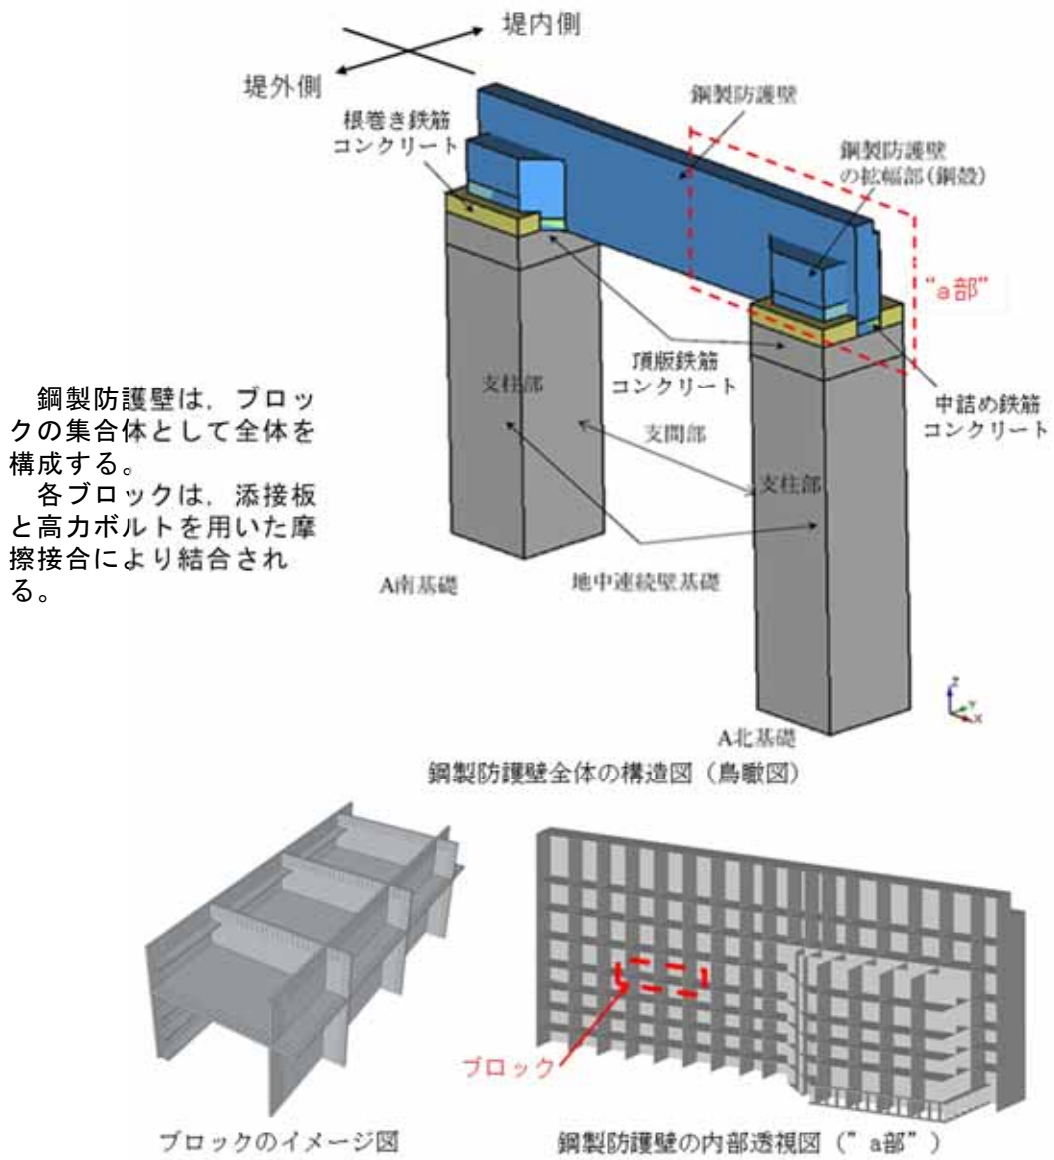 堤内側
堤外側
鋼製防護壁
根巻き鉄筋
コンクリート
鋼製防護壁
の拡幅部(鋼殻)
“a部”
頂版鉄筋
コンクリート
中詰め鉄筋
コンクリート
支柱部
支間部
支柱部
鋼製防護壁は，ブロッ
クの集合体として全体を
構成する。
各ブロックは，添接板
と高力ボルトを用いた摩
擦接合により結合され
る。
A南基礎
地中連続壁基礎
A北基礎
Z
Y
X
鋼製防護壁全体の構造図（鳥瞰図）
ブロック
ブロックのイメージ図
鋼製防護壁の内部透視図（”a部”）